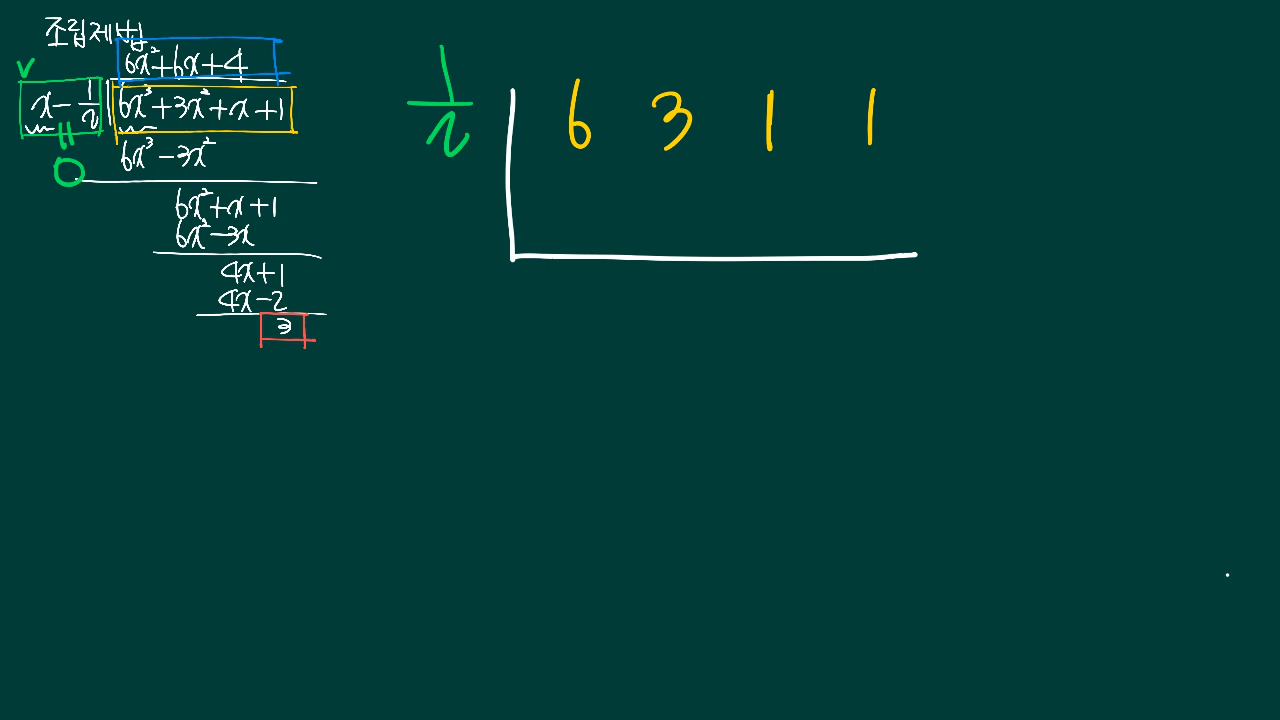 조립제법
6x²+6x+4
x-1/2 6x³+3x²+x+1
6x³-3x²
0
6x²+x+1
6x²-3x
4x+1
4x-2
3
1/2 6 3 1 1